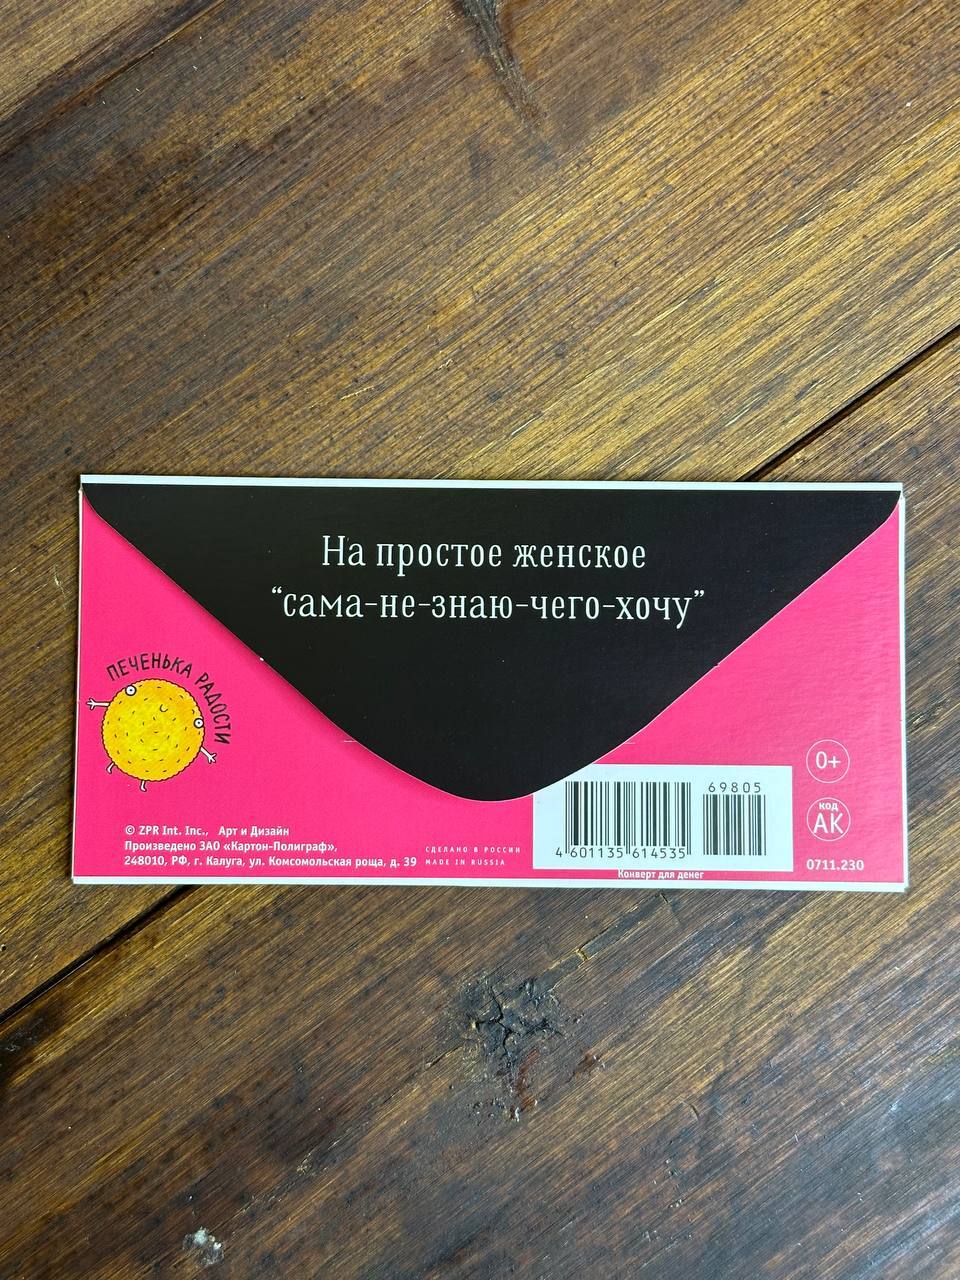 На простое женское
“сама-не-знаю-чего-хочу”
ПЕЧЕНЬКА РАДОСТИ
© ZPR Int. Inc., Арт и Дизайн
Произведено ЗАО «Картон-Полиграф»,
248010, РФ, г. Калуга, ул. Комсомольская роща, д. 39
СДЕЛАНО В РОССИИ
MADE IN RUSSIA
69805
4 601135 614535
Конверт для денег
0+
код
АК
0711.230